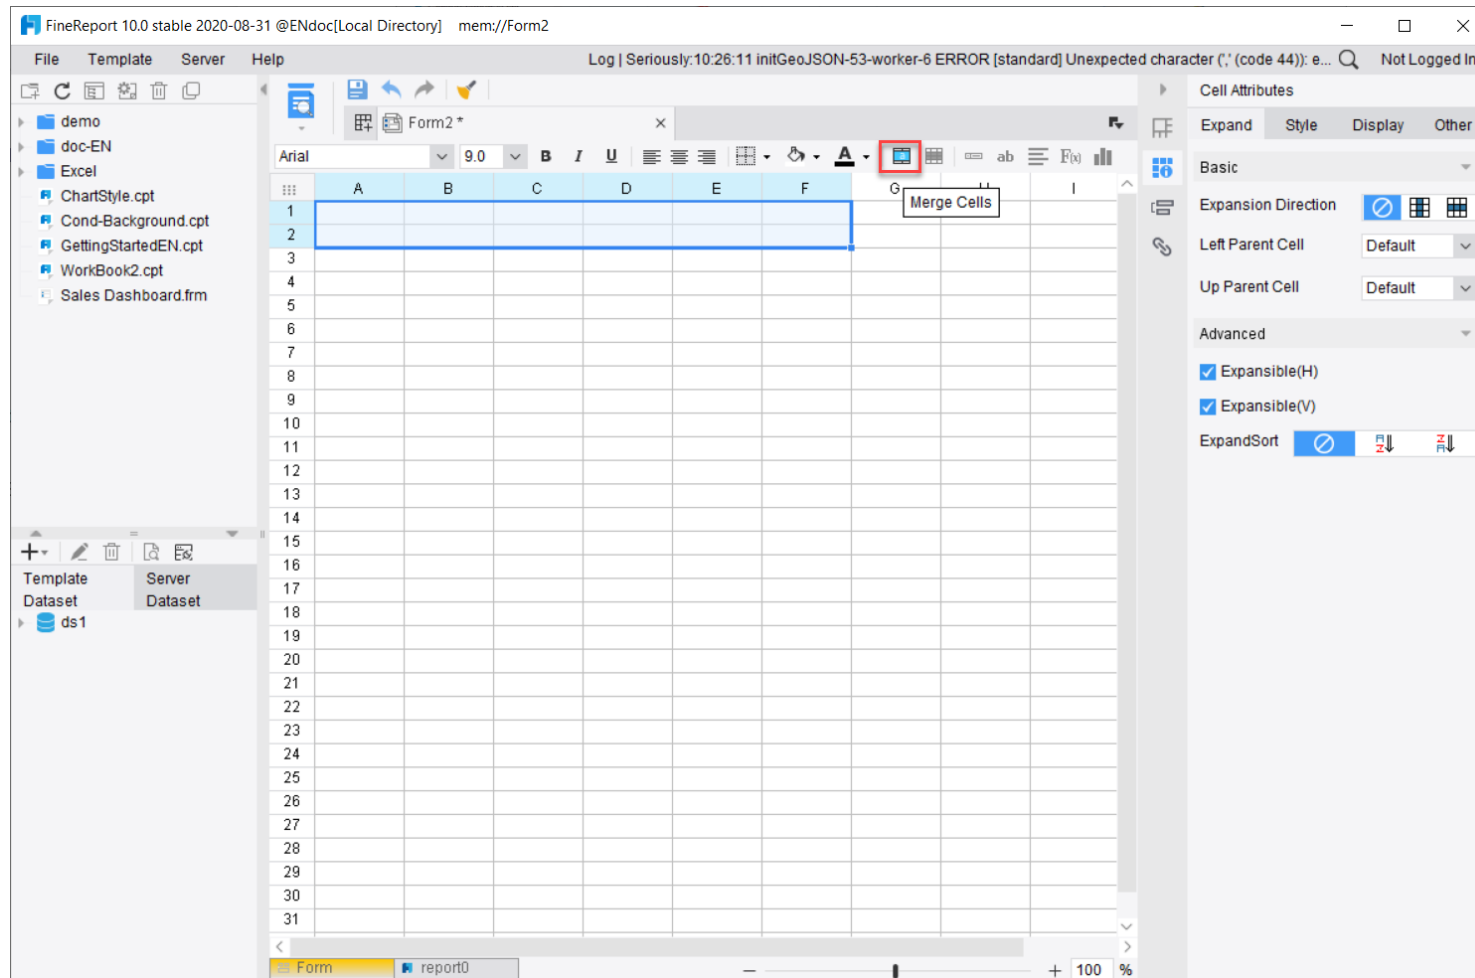 FineReport 10.0 stable 2020-08-31 @ENdoc[Local Directory] mem://Form2
File Template Server Help Log | Seriously:10:26:11 initGeoJSON-53-worker-6 ERROR [standard] Unexpected character (',' (code 44)): e... Not Logged In
Cell Attributes
demo
doc-EN
Excel
ChartStyle.cpt
Cond-Background.cpt
GettingStartedEN.cpt
WorkBook2.cpt
Sales Dashboard.frm
Form2 *
Arial 9.0 B I U A ab F(x)
Merge Cells
A B C D E F G H I
1
2
3
4
5
6
7
8
9
10
11
12
13
14
15
16
17
18
19
20
21
22
23
24
25
26
27
28
29
30
31
Template Dataset
Server Dataset
ds1
Form report0
100 %
Expand Style Display Other
Basic
Expansion Direction
Left Parent Cell Default
Up Parent Cell Default
Advanced
Expansible(H)
Expansible(V)
ExpandSort